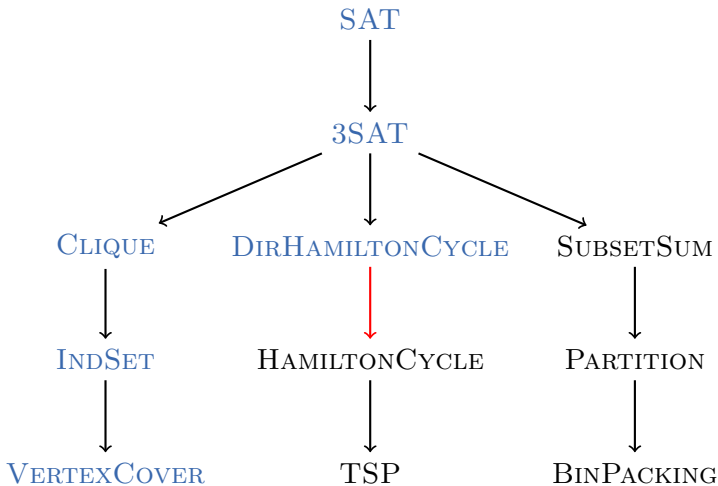 SAT
3SAT
CLIQUE DIRHAMILTONCYCLE SUBSETSUM
INDSET HAMILTONCYCLE PARTITION
VERTEXCOVER TSP BINPACKING